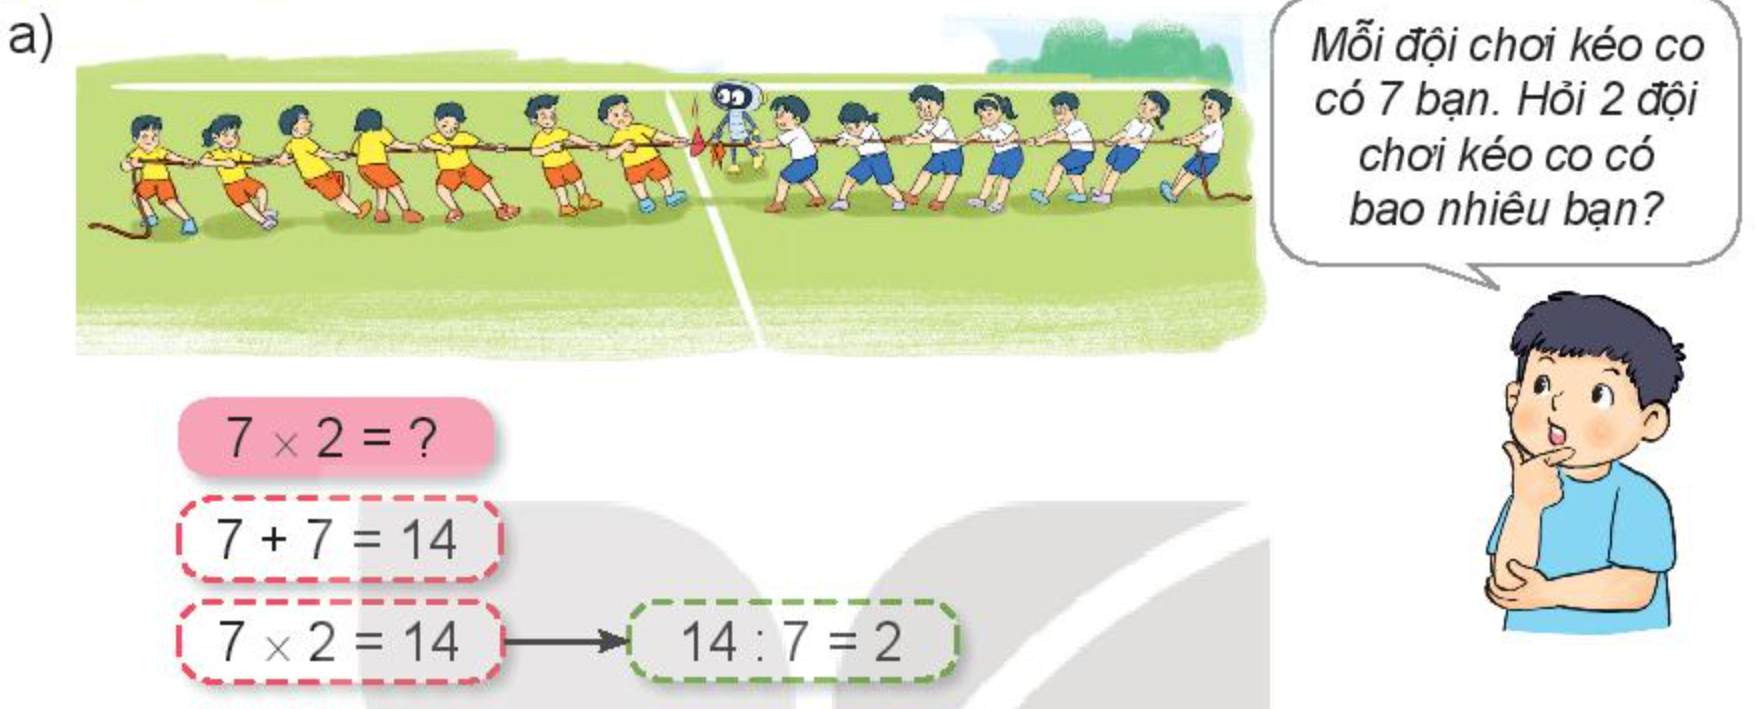 a)
Mỗi đội chơi kéo co
có 7 bạn. Hỏi 2 đội
chơi kéo co có
bao nhiêu bạn?
7 × 2 = ?
7 + 7 = 14
7 × 2 = 14
14 : 7 = 2